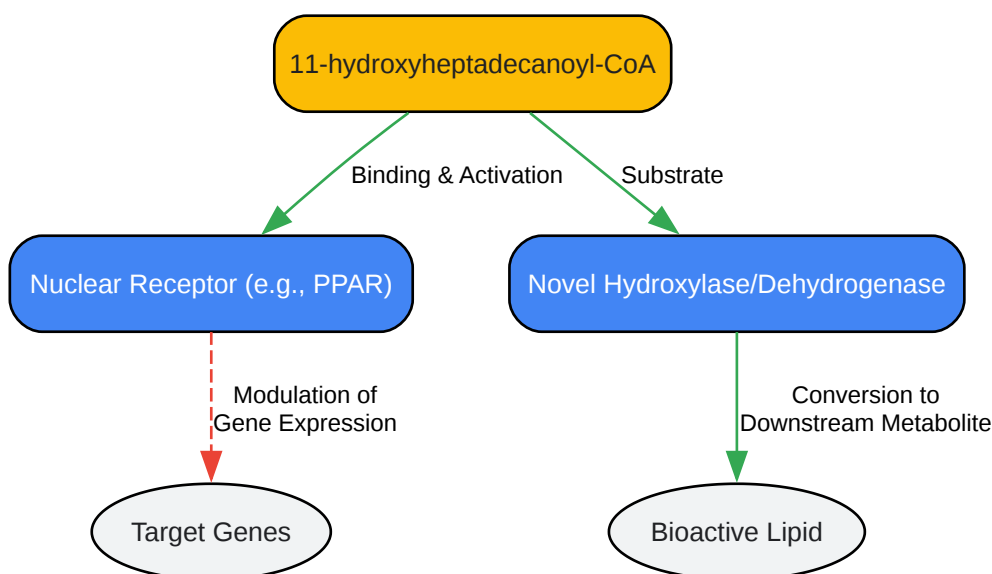 11-hydroxyheptadecanoyl-CoA
Binding & Activation
Substrate
Nuclear Receptor (e.g., PPAR)
Novel Hydroxylase/Dehydrogenase
Modulation of
Gene Expression
Conversion to
Downstream Metabolite
Target Genes
Bioactive Lipid